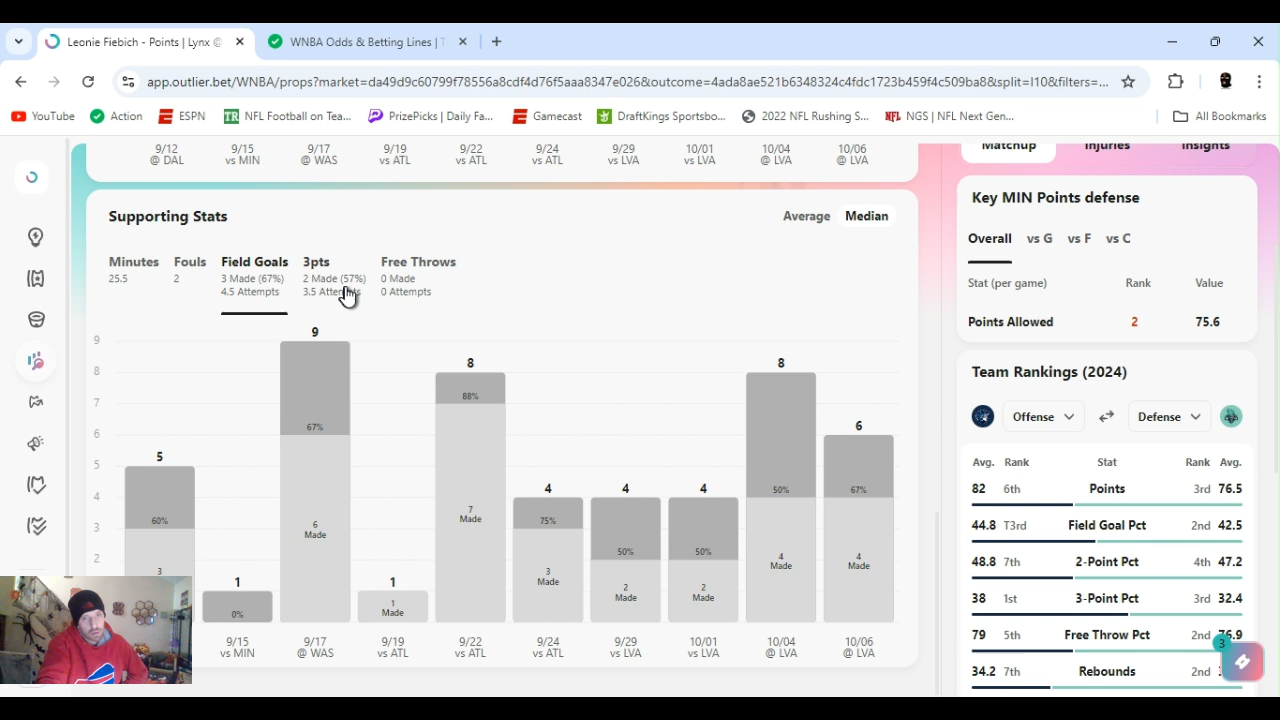 Leonie Fiebich - Points | Lynx @
WNBA Odds & Betting Lines | T
app.outlier.bet/WNBA/props?market=da49d9c60799f78556a8cdf4d76f5aaa8347e026&outcome=4ada8ae521b6348324c4fdc1723b459f4c509ba8&split=l10&filters=...
YouTube Action ESPN NFL Football on Tea... PrizePicks | Daily Fa... Gamecast DraftKings Sportsbo... 2022 NFL Rushing S... NFL NGS | NFL Next Gen... All Bookmarks
9/12 9/15 9/17 9/19 9/22 9/24 9/29 10/01 10/04 10/06
@ DAL vs MIN @ WAS vs ATL vs ATL vs ATL vs LVA vs LVA @ LVA @ LVA
Supporting Stats
Average Median
Minutes Fouls Field Goals 3pts Free Throws
25.5 2 3 Made (67%) 2 Made (57%) 0 Made
4.5 Attempts 3.5 Attempts 0 Attempts
9
9
8 8 8
88%
7
67%
6 6
5 5
4 4 4 4
60% 75% 50% 50% 50% 67%
3
6 Made
7 Made
2
4 Made
4 Made
3
3 Made
2 Made
2 Made
1 1
0%
1 Made
9/15 9/17 9/19 9/22 9/24 9/29 10/01 10/04 10/06
vs MIN @ WAS vs ATL vs ATL vs ATL vs LVA vs LVA @ LVA @ LVA
Matchup Injuries Insights
Key MIN Points defense
Overall vs G vs F vs C
Stat (per game) Rank Value
Points Allowed 2 75.6
Team Rankings (2024)
Offense Defense
Avg. Rank Stat Rank Avg.
82 6th Points 3rd 76.5
44.8 T3rd Field Goal Pct 2nd 42.5
48.8 7th 2-Point Pct 4th 47.2
38 1st 3-Point Pct 3rd 32.4
79 5th Free Throw Pct 2nd 76.9
3
34.2 7th Rebounds 2nd